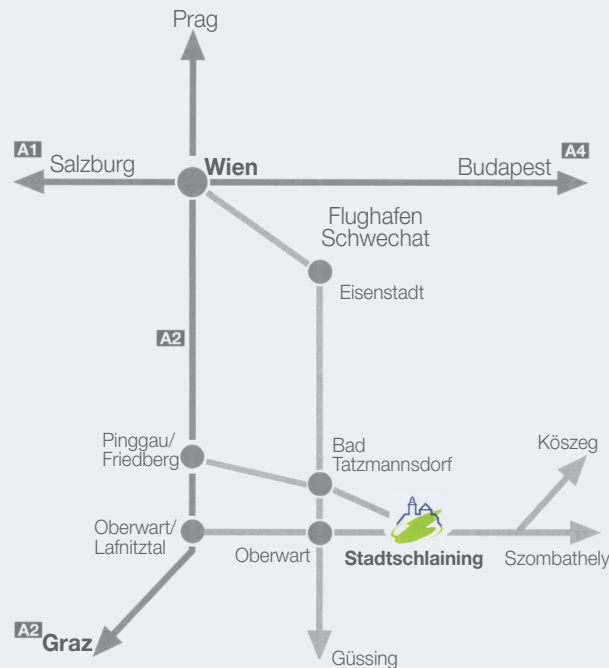 Prag
A1
Salzburg
Wien
Budapest
A4
Flughafen
Schwechat
Eisenstadt
A2
Pinggau/
Friedberg
Bad
Tatzmannsdorf
Köszeg
Oberwart/
Lafnitztal
Oberwart
Stadtschlaining
Szombathely
A2
Graz
Güssing